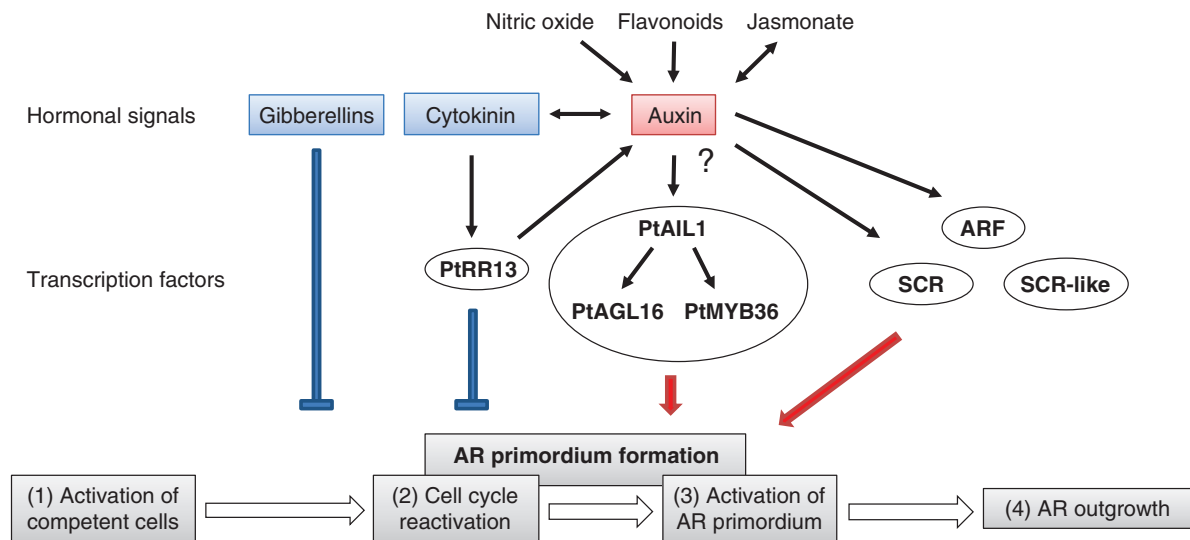 Nitric oxide Flavonoids Jasmonate
Hormonal signals Gibberellins Cytokinin Auxin
?
PtAIL1 ARF
PtRR13
Transcription factors SCR SCR-like
PtAGL16 PtMYB36
AR primordium formation
(1) Activation of competent cells
(2) Cell cycle reactivation
(3) Activation of AR primordium
(4) AR outgrowth